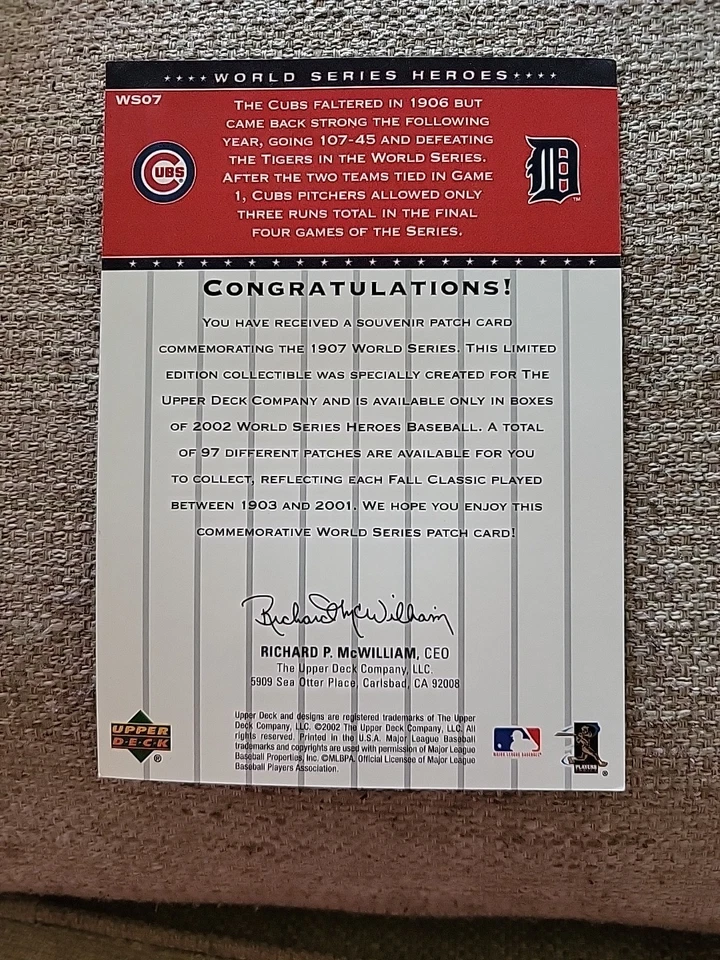 ★★★★ WORLD SERIES HEROES ★★★★
WS07
THE CUBS FALTERED IN 1906 BUT
CAME BACK STRONG THE FOLLOWING
YEAR, GOING 107-45 AND DEFEATING
THE TIGERS IN THE WORLD SERIES.
AFTER THE TWO TEAMS TIED IN GAME
1, CUBS PITCHERS ALLOWED ONLY
THREE RUNS TOTAL IN THE FINAL
FOUR GAMES OF THE SERIES.
CUBS
D
TM
CONGRATULATIONS!
YOU HAVE RECEIVED A SOUVENIR PATCH CARD
COMMEMORATING THE 1907 WORLD SERIES. THIS LIMITED
EDITION COLLECTIBLE WAS SPECIALLY CREATED FOR THE
UPPER DECK COMPANY AND IS AVAILABLE ONLY IN BOXES
OF 2002 WORLD SERIES HEROES BASEBALL. A TOTAL
OF 97 DIFFERENT PATCHES ARE AVAILABLE FOR YOU
TO COLLECT, REFLECTING EACH FALL CLASSIC PLAYED
BETWEEN 1903 AND 2001. WE HOPE YOU ENJOY THIS
COMMEMORATIVE WORLD SERIES PATCH CARD!
Richard P. McWilliam
RICHARD P. McWILLIAM, CEO
The Upper Deck Company, LLC.
5909 Sea Otter Place, Carlsbad, CA 92008
UPPER
D·E·C·K
®
Upper Deck and designs are registered trademarks of The Upper
Deck Company, LLC. ©2002 The Upper Deck Company, LLC. All
rights reserved. Printed in the U.S.A. Major League Baseball
trademarks and copyrights are used with permission of Major League
Baseball Properties, Inc. ©MLBPA. Official Licensee of Major League
Baseball Players Association.
MAJOR LEAGUE BASEBALL
PLAYERS
®